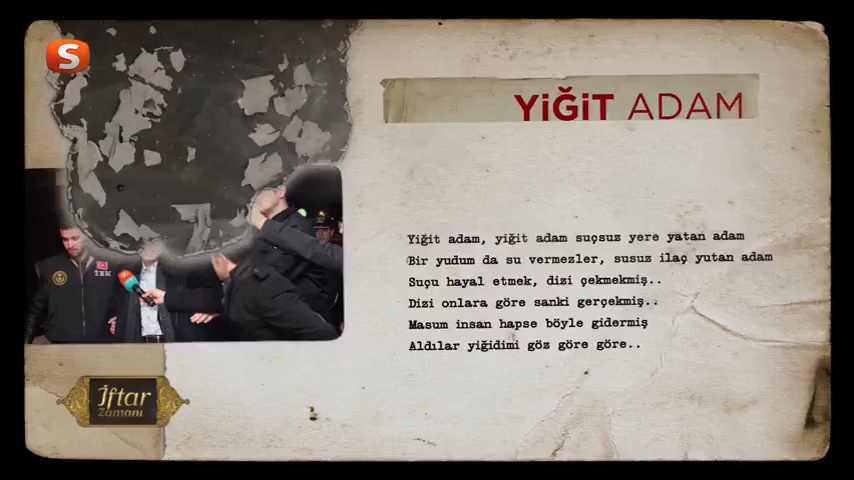 S
YiĞiT ADAM
Yiğit adam, yiğit adam suçsuz yere yatan adam
Bir yudum da su vermezler, susuz ilaç yutan adam
Suçu hayal etmek, dizi çekmekmiş..
Dizi onlara göre sanki gerçekmiş..
Masum insan hapse böyle gidermiş
Aldılar yiğidimi göz göre göre..
TEM
İftar
Zamanı